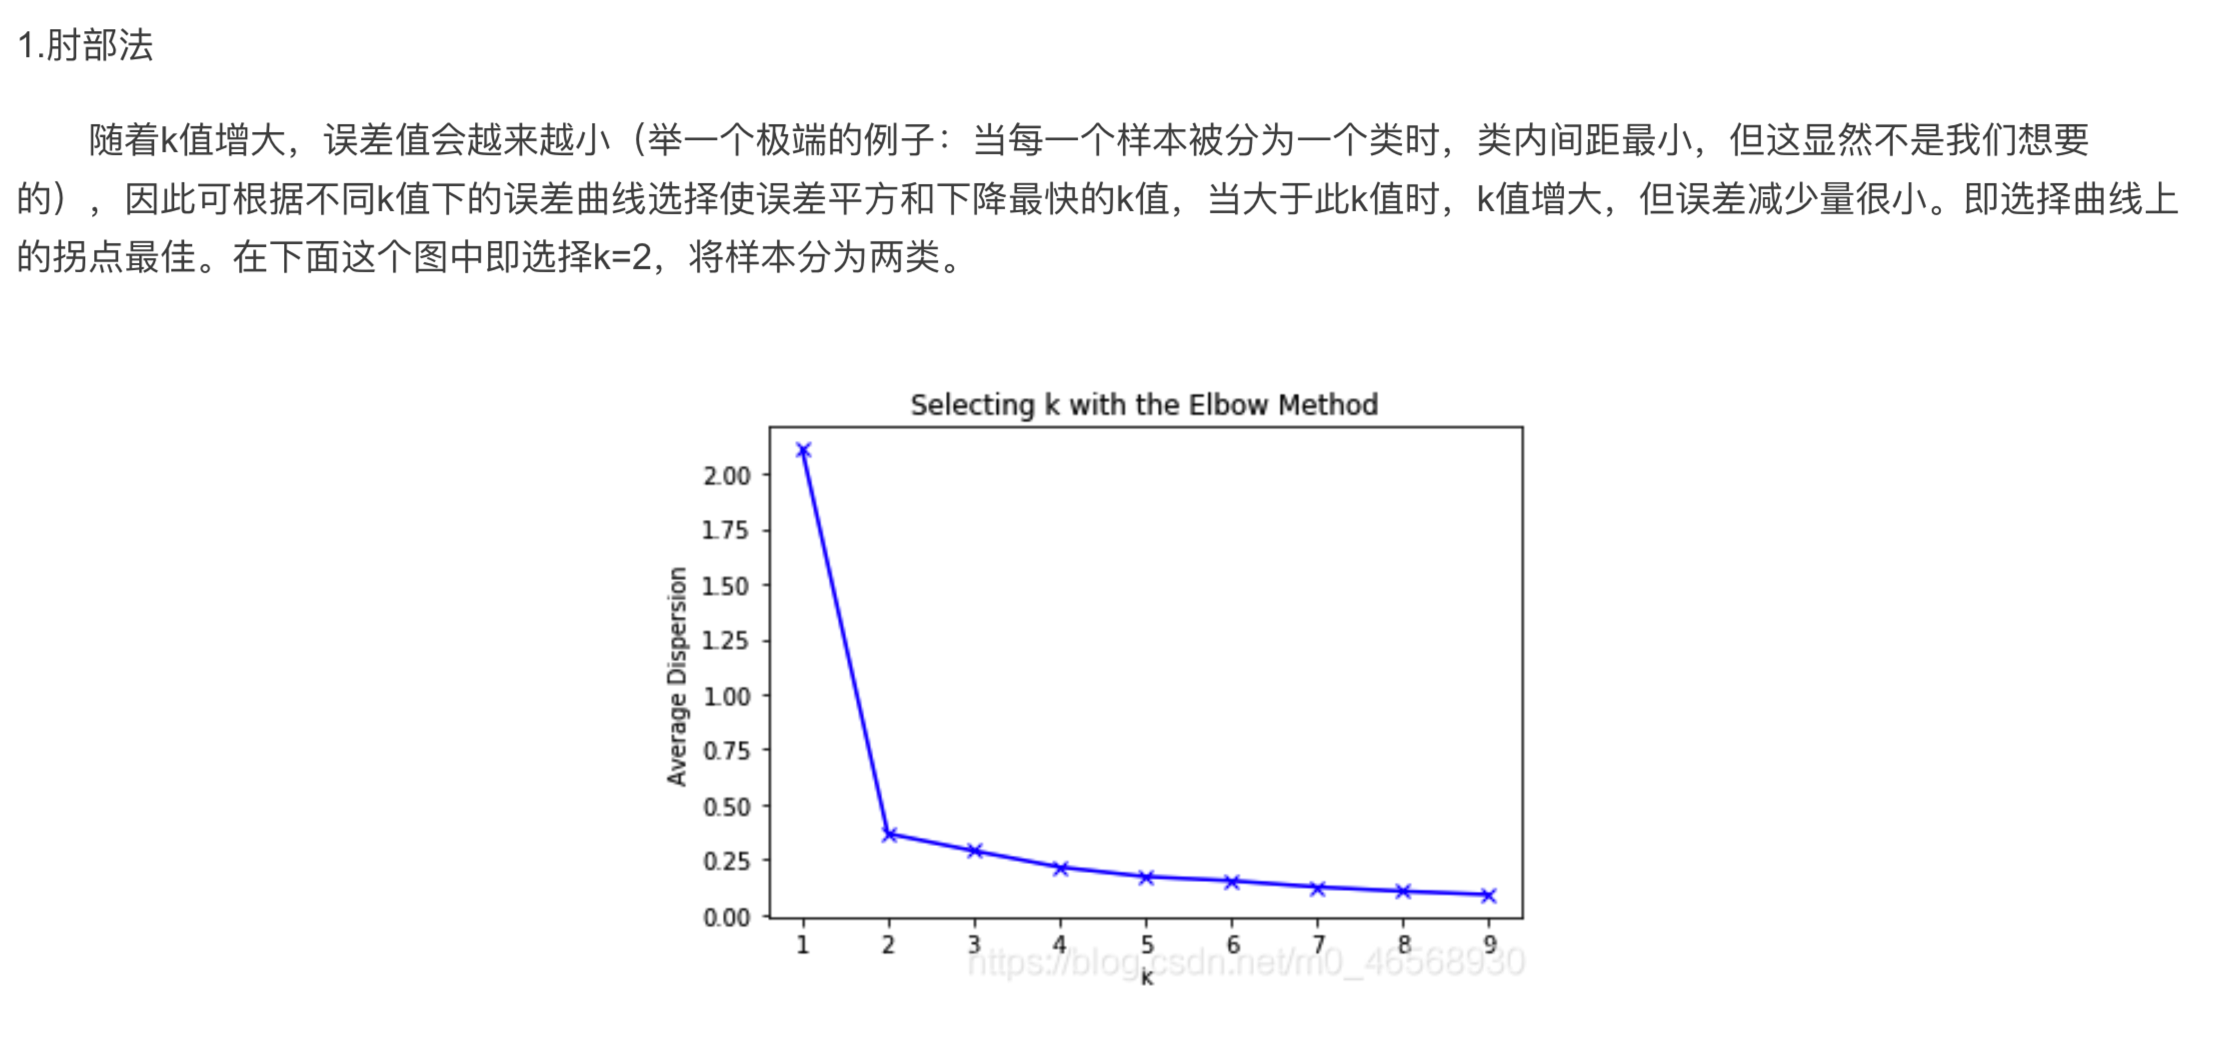 1.肘部法
随着k值增大，误差值会越来越小（举一个极端的例子：当每一个样本被分为一个类时，类内间距最小，但这显然不是我们想要
的），因此可根据不同k值下的误差曲线选择使误差平方和下降最快的k值，当大于此k值时，k值增大，但误差减少量很小。即选择曲线上
的拐点最佳。在下面这个图中即选择k=2，将样本分为两类。
Selecting k with the Elbow Method
2.00
1.75
1.50
1.25
1.00
0.75
0.50
0.25
0.00
Average Dispersion
1 2 3 4 5 6 7 8 9
k
https://blog.csdn.net/m0_46568930